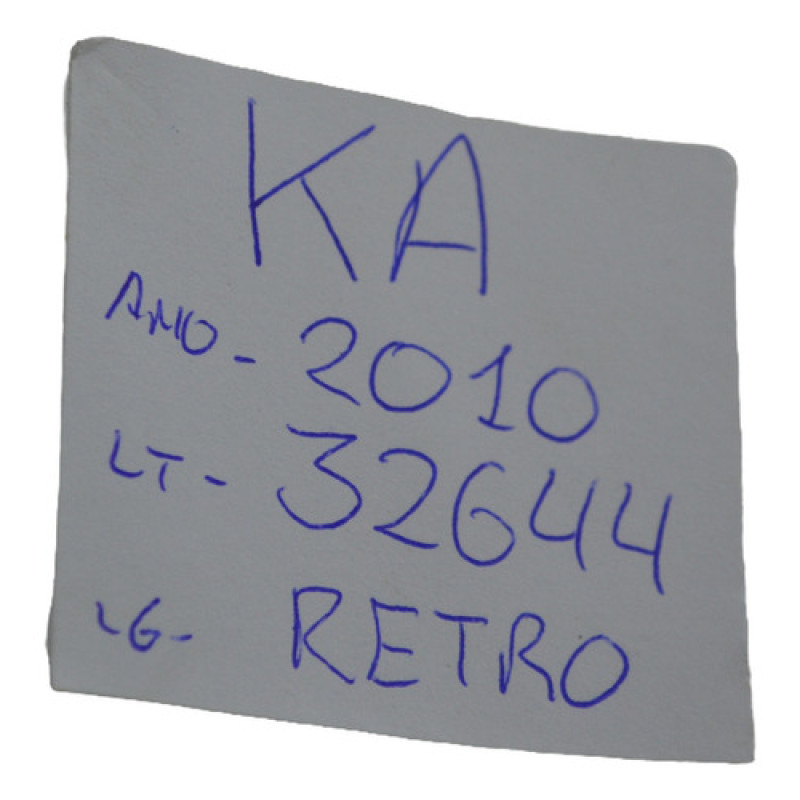 KA
ANO - 2010
LT - 32644
LG - RETRO